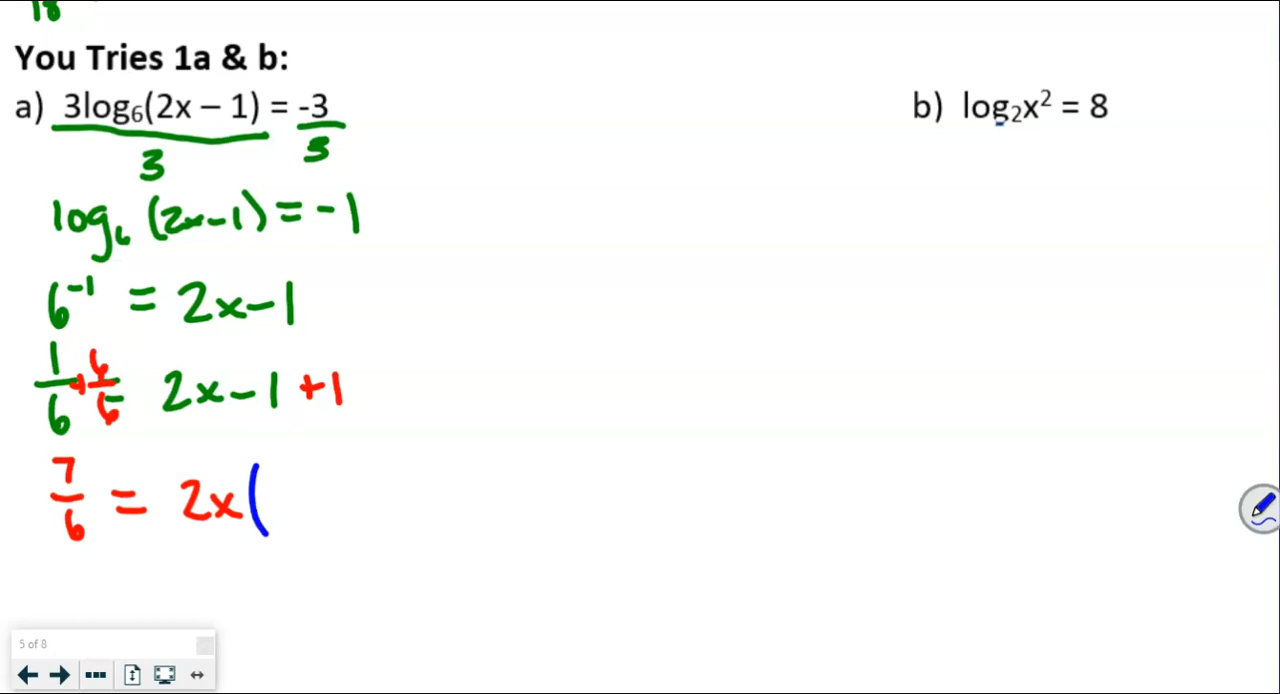 18
You Tries 1a & b:
a) 3log₆(2x – 1) = -3
3 3
log₆ (2x-1) = -1
6⁻¹ = 2x-1
1/6 + 6/6 = 2x-1 +1
7/6 = 2x(
b) log₂x² = 8
5 of 8